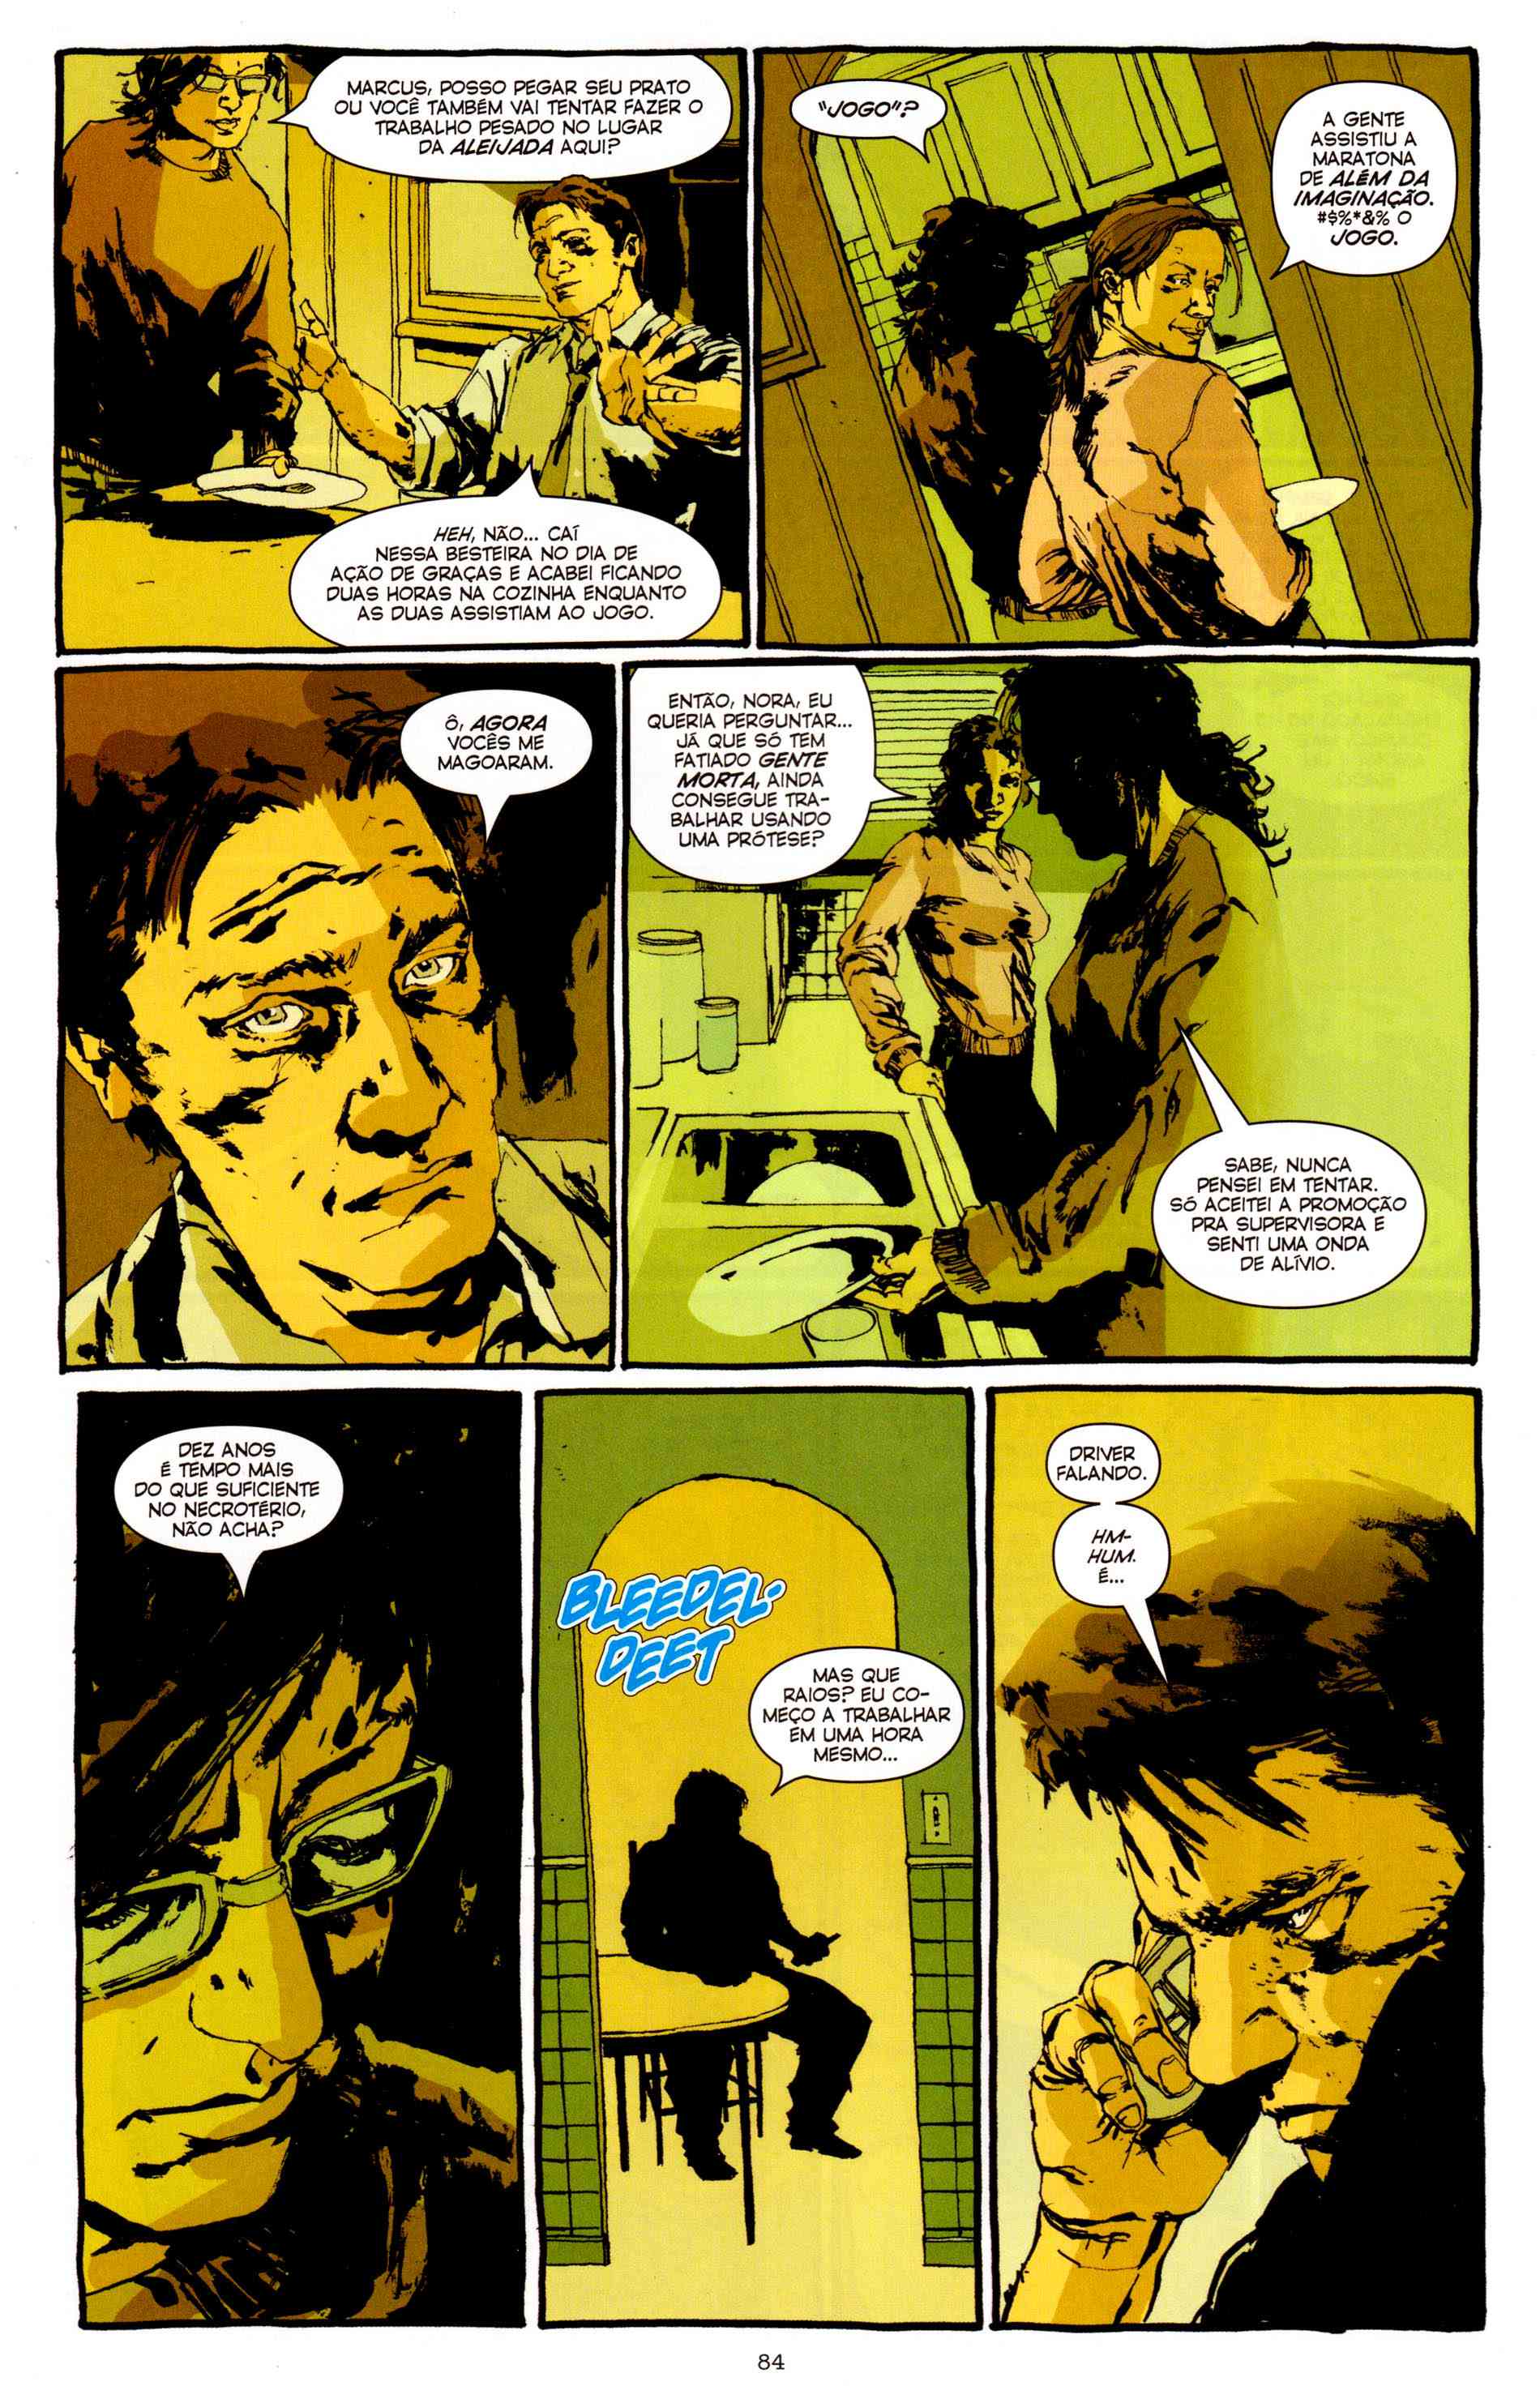 MARCUS, POSSO PEGAR SEU PRATO
OU VOCÊ TAMBÉM VAI TENTAR FAZER O
TRABALHO PESADO NO LUGAR
DA ALEIJADA AQUI?
HEH, NÃO... CAÍ
NESSA BESTEIRA NO DIA DE
AÇÃO DE GRAÇAS E ACABEI FICANDO
DUAS HORAS NA COZINHA ENQUANTO
AS DUAS ASSISTIAM AO JOGO.
"JOGO"?
A GENTE
ASSISTIU A
MARATONA
DE ALÉM DA
IMAGINAÇÃO.
#$%*&% O
JOGO.
Ô, AGORA
VOCÊS ME
MAGOARAM.
ENTÃO, NORA, EU
QUERIA PERGUNTAR...
JÁ QUE SÓ TEM
FATIADO GENTE
MORTA, AINDA
CONSEGUE TRA-
BALHAR USANDO
UMA PRÓTESE?
SABE, NUNCA
PENSEI EM TENTAR.
SÓ ACEITEI A PROMOÇÃO
PRA SUPERVISORA E
SENTI UMA ONDA
DE ALÍVIO.
DEZ ANOS
É TEMPO MAIS
DO QUE SUFICIENTE
NO NECROTÉRIO,
NÃO ACHA?
BLEEDEL-
DEET
MAS QUE
RAIOS? EU CO-
MEÇO A TRABALHAR
EM UMA HORA
MESMO...
DRIVER
FALANDO.
HM-
HUM.
É...
84